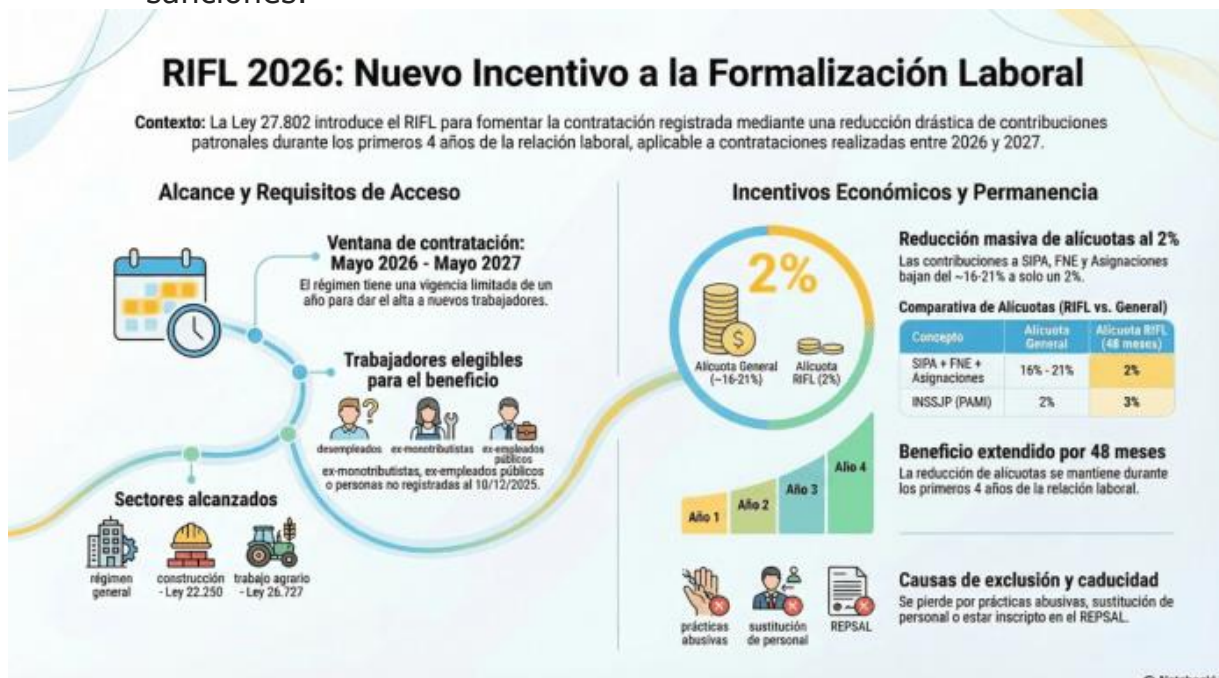 sanciones.
RIFL 2026: Nuevo Incentivo a la Formalización Laboral
Contexto: La Ley 27.802 introduce el RIFL para fomentar la contratación registrada mediante una reducción drástica de contribuciones
patronales durante los primeros 4 años de la relación laboral, aplicable a contrataciones realizadas entre 2026 y 2027.
Alcance y Requisitos de Acceso
Ventana de contratación:
Mayo 2026 - Mayo 2027
El régimen tiene una vigencia limitada de un
año para dar el alta a nuevos trabajadores.
Trabajadores elegibles
para el beneficio
desempleados
ex-monotributistas
ex-empleados
públicos
ex-monotributistas, ex-empleados públicos
o personas no registradas al 10/12/2025.
Sectores alcanzados
régimen
general
construcción
- Ley 22.250
trabajo agrario
- Ley 26.727
Incentivos Económicos y Permanencia
2%
Alícuota General
(~16-21%)
Alícuota
RIFL (2%)
Reducción masiva de alícuotas al 2%
Las contribuciones a SIPA, FNE y Asignaciones
bajan del ~16-21% a solo un 2%.
Comparativa de Alícuotas (RIFL vs. General)
Concepto
Alícuota
General
Alícuota RIFL
(48 meses)
SIPA + FNE +
Asignaciones
16% - 21%
2%
INSSJP (PAMI)
2%
3%
Año 1
Año 2
Año 3
Año 4
Beneficio extendido por 48 meses
La reducción de alícuotas se mantiene durante
los primeros 4 años de la relación laboral.
prácticas
abusivas
sustitución
de personal
REPSAL
Causas de exclusión y caducidad
Se pierde por prácticas abusivas, sustitución de
personal o estar inscripto en el REPSAL.